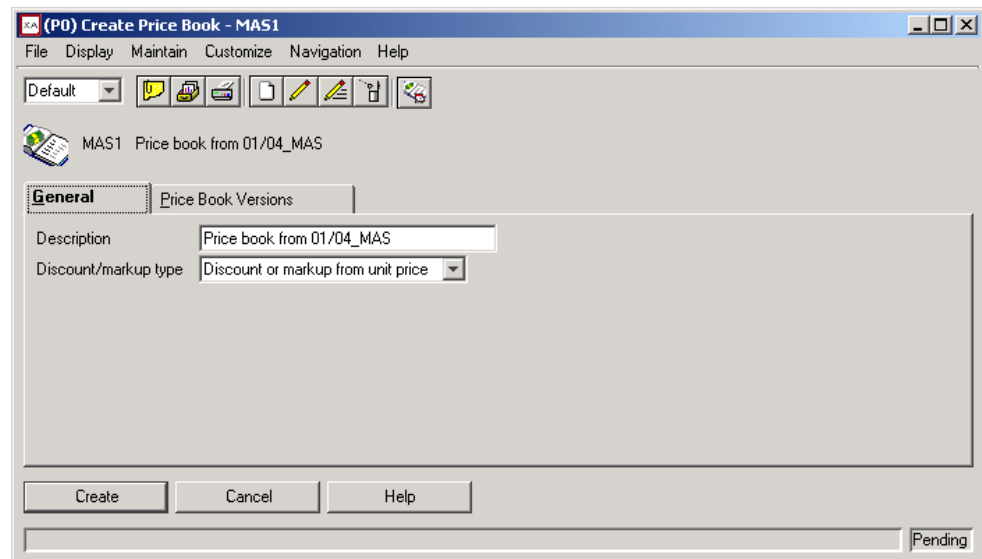 XA (P0) Create Price Book - MAS1
File Display Maintain Customize Navigation Help
Default
MAS1 Price book from 01/04_MAS
General Price Book Versions
Description Price book from 01/04_MAS
Discount/markup type Discount or markup from unit price
Create Cancel Help
Pending